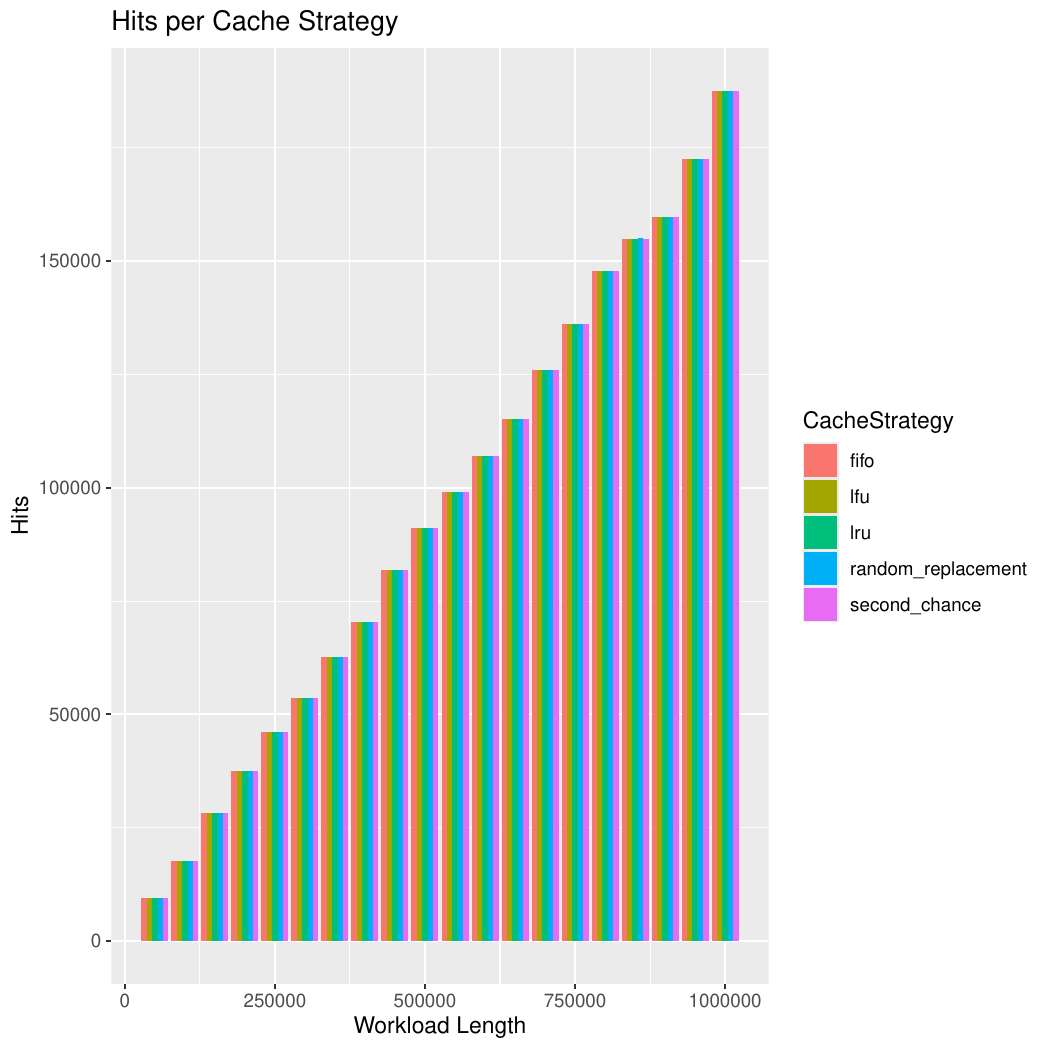 Hits per Cache Strategy
Hits
150000
100000
50000
0
0 250000 500000 750000 1000000
Workload Length
CacheStrategy
fifo
lfu
lru
random_replacement
second_chance